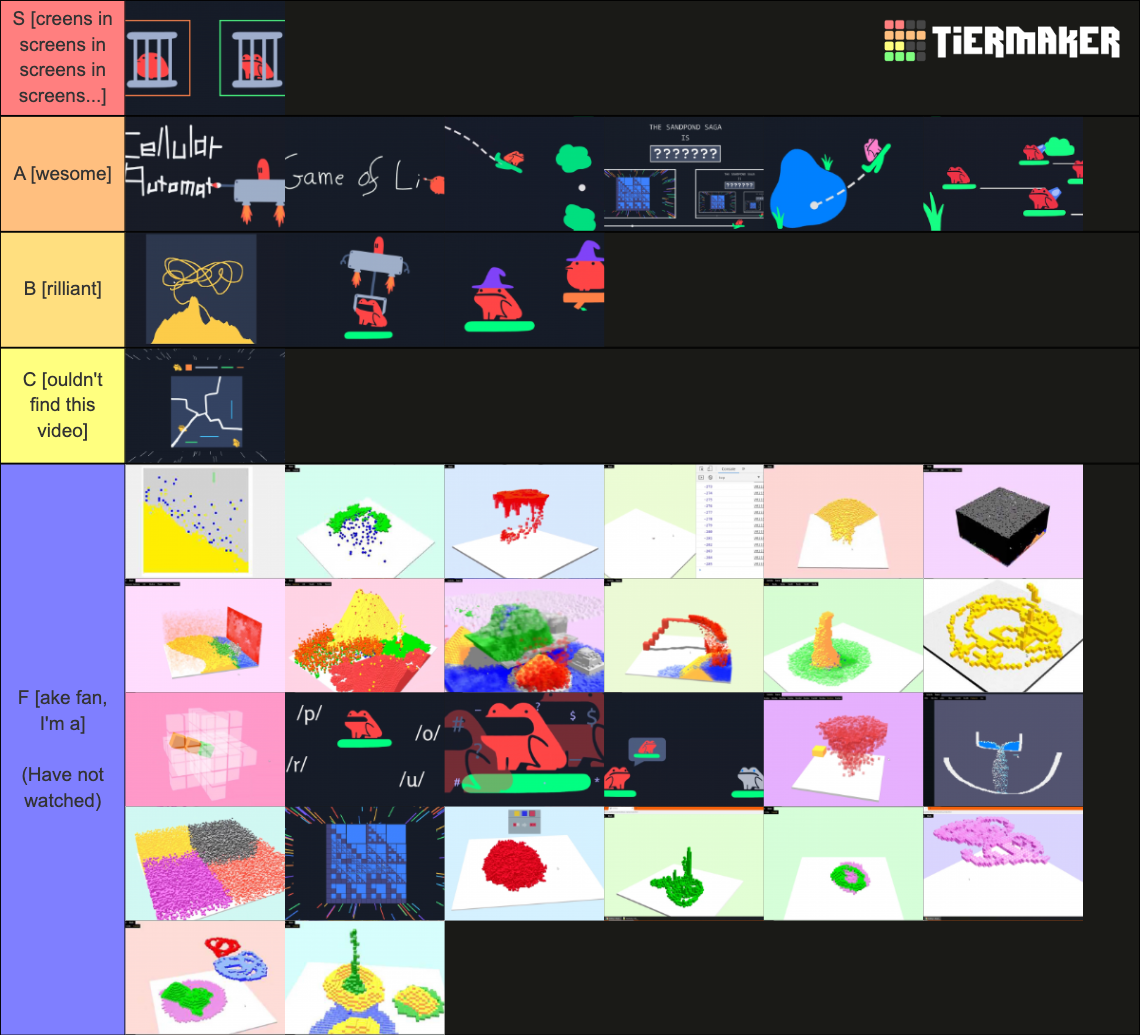 S [creens in
screens in
screens in
screens...]
TiERMAKER
A [wesome]
Cellular
Automat
Game of Li
THE SANDPOND SAGA
IS
???????
B [rilliant]
C [ouldn't
find this
video]
F [ake fan,
I'm a]
(Have not
watched)
/p/
/o/
/r/
/u/
# ~ ? $ $
?
# *